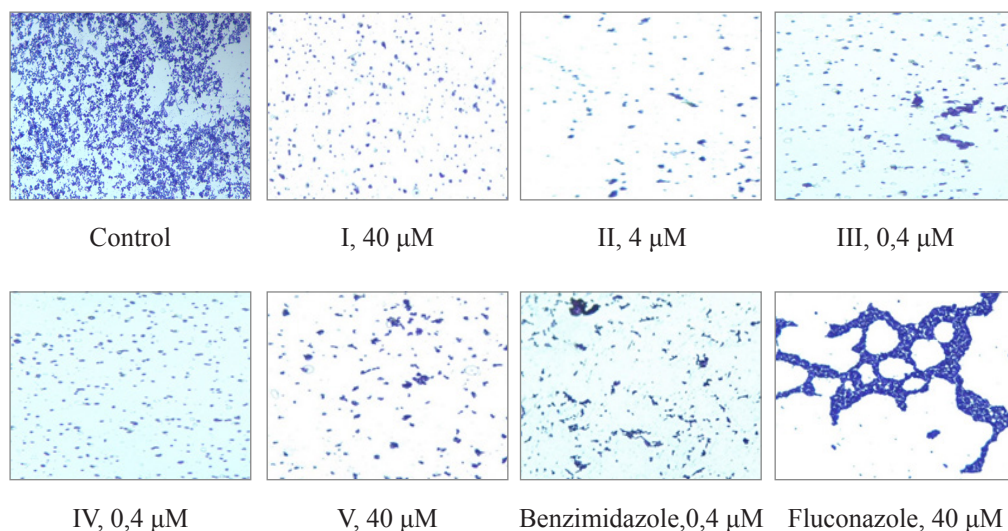 Control
I, 40 μM
II, 4 μM
III, 0,4 μM
IV, 0,4 μM
V, 40 μM
Benzimidazole,0,4 μM
Fluconazole, 40 μM